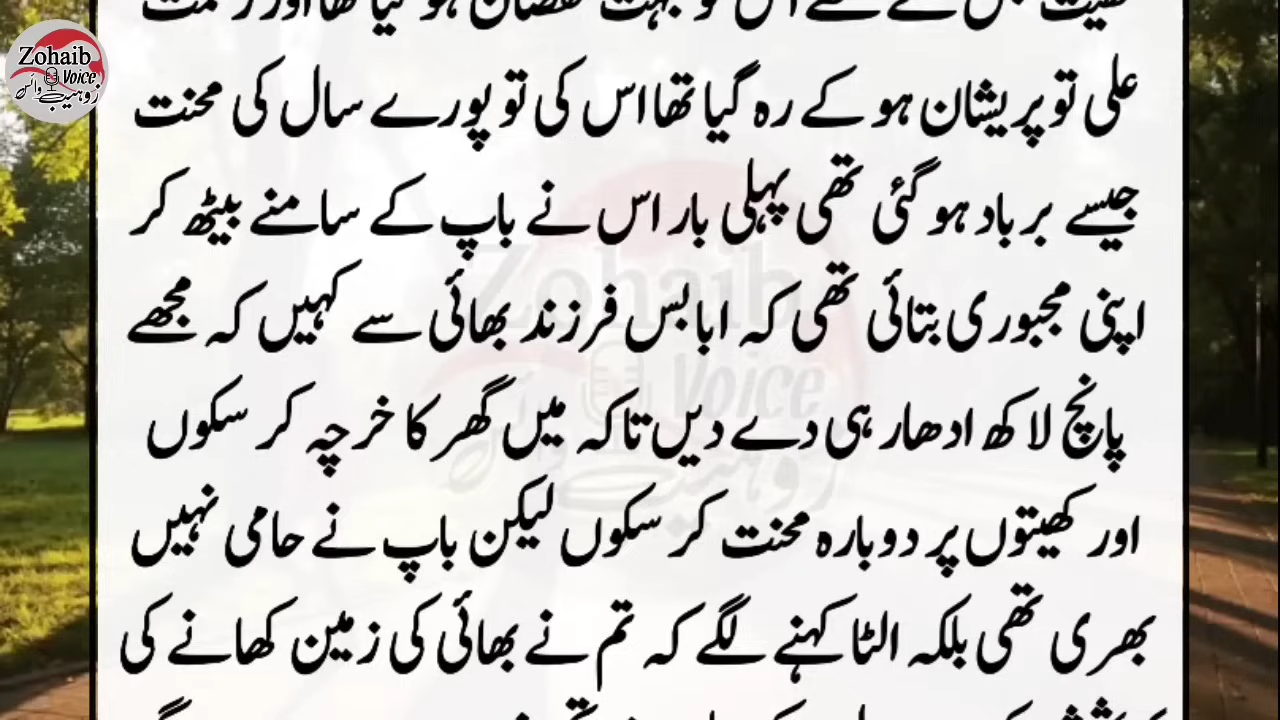 Zohaib
Voice
زوہیب وائس
علی تو پریشان ہو کے رہ گیا تھا اس کی تو پورے سال کی محنت
جیسے برباد ہو گئی تھی پہلی بار اس نے باپ کے سامنے بیٹھ کر
اپنی مجبوری بتائی تھی کہ ابا بس فرزند بھائی سے کہیں کہ مجھے
پانچ لاکھ ادھار ہی دے دیں تاکہ میں گھر کا خرچہ کر سکوں
اور کھیتوں پر دوبارہ محنت کر سکوں لیکن باپ نے حامی نہیں
بھری تھی بلکہ الٹا کہنے لگے کہ تم نے بھائی کی زمین کھانے کی